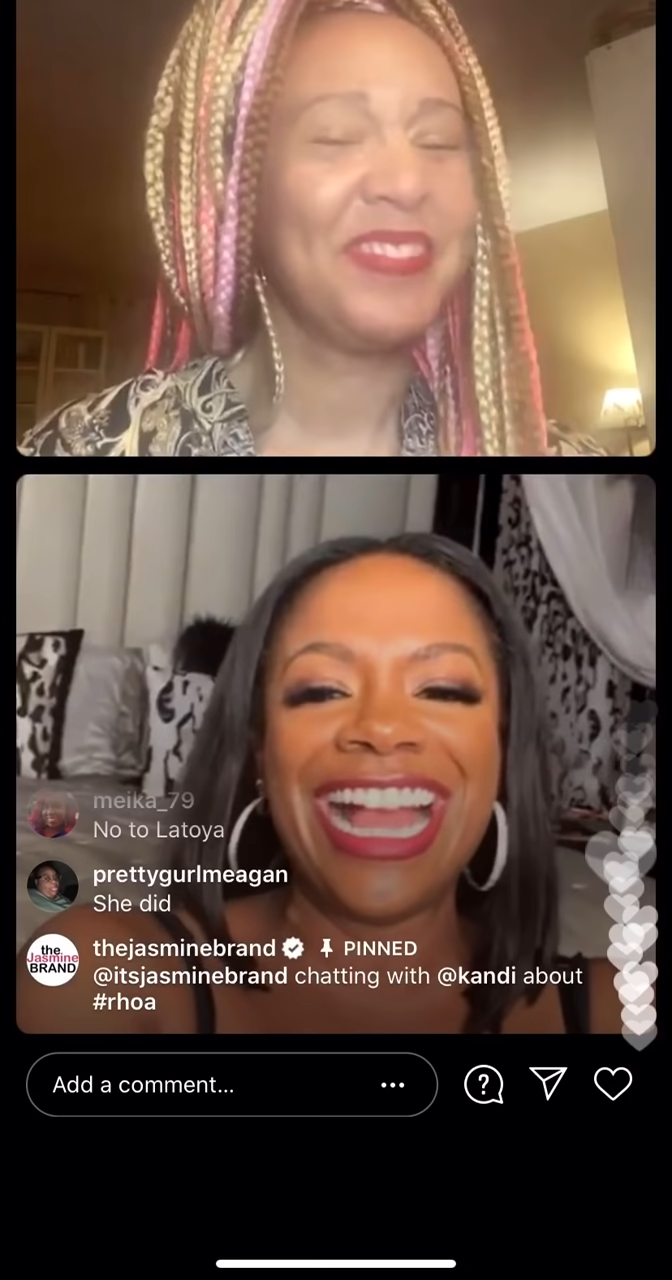 meika_79
No to Latoya
prettygurlmeagan
She did
the
Jasmine
BRAND
thejasminebrand PINNED
@itsjasminebrand chatting with @kandi about
#rhoa
Add a comment...
?